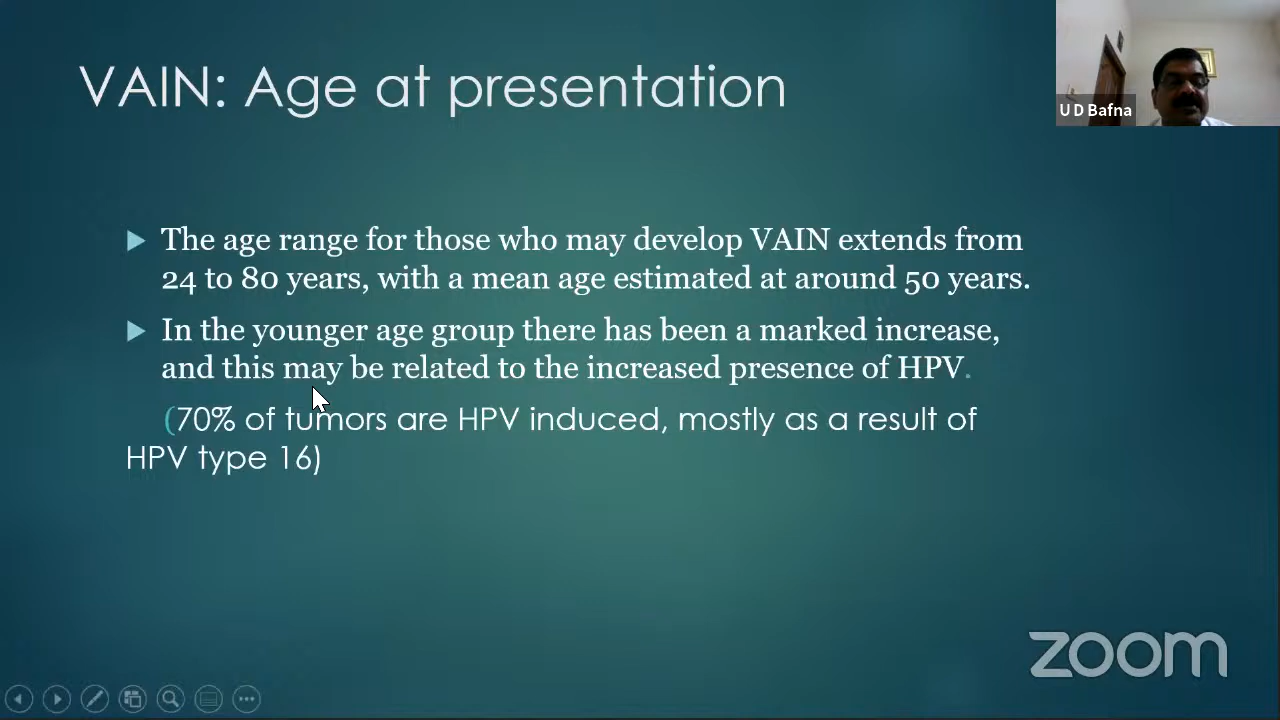 VAIN: Age at presentation
U D Bafna
The age range for those who may develop VAIN extends from
24 to 80 years, with a mean age estimated at around 50 years.
In the younger age group there has been a marked increase,
and this may be related to the increased presence of HPV.
(70% of tumors are HPV induced, mostly as a result of
HPV type 16)
zoom